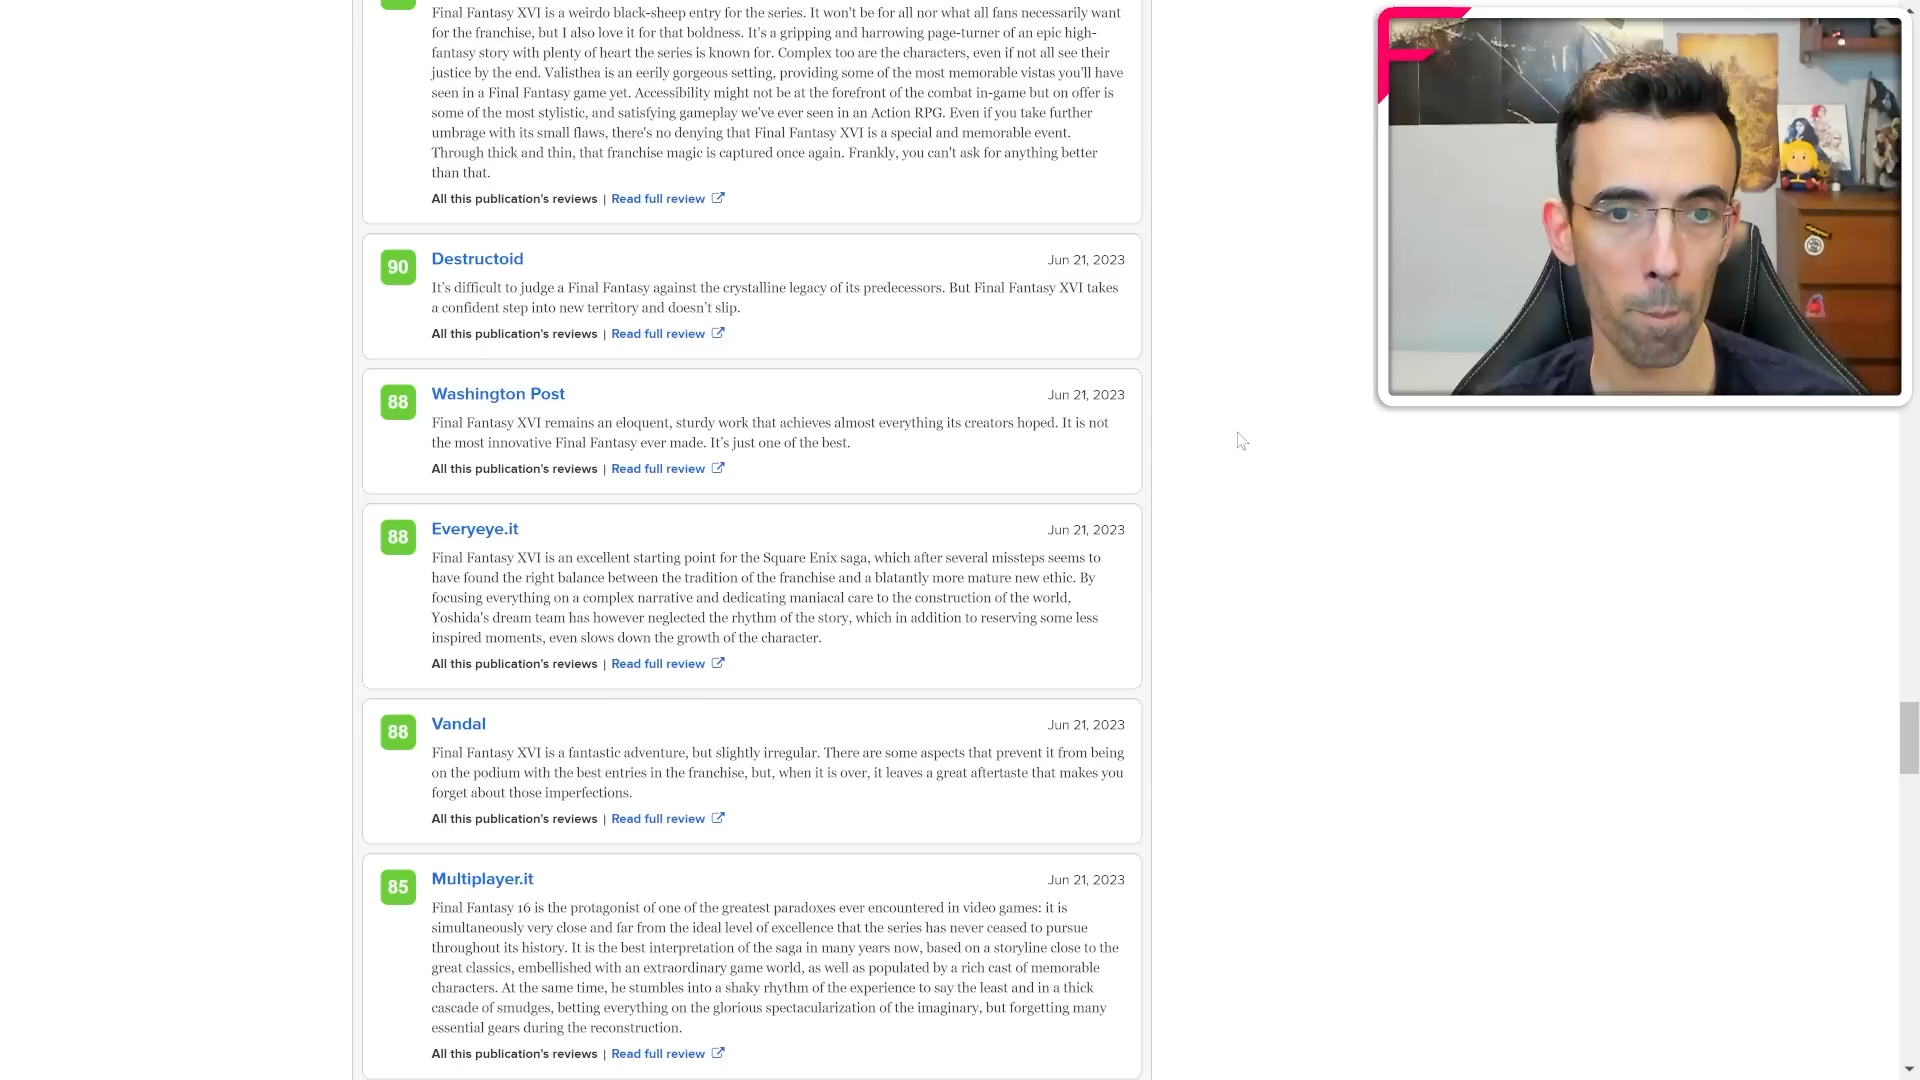 Final Fantasy XVI is a weirdo black-sheep entry for the series. It won't be for all nor what all fans necessarily want
for the franchise, but I also love it for that boldness. It's a gripping and harrowing page-turner of an epic high-
fantasy story with plenty of heart the series is known for. Complex too are the characters, even if not all see their
justice by the end. Valisthea is an eerily gorgeous setting, providing some of the most memorable vistas you'll have
seen in a Final Fantasy game yet. Accessibility might not be at the forefront of the combat in-game but on offer is
some of the most stylistic, and satisfying gameplay we've ever seen in an Action RPG. Even if you take further
umbrage with its small flaws, there's no denying that Final Fantasy XVI is a special and memorable event.
Through thick and thin, that franchise magic is captured once again. Frankly, you can't ask for anything better
than that.
All this publication's reviews | Read full review
90 Destructoid Jun 21, 2023
It’s difficult to judge a Final Fantasy against the crystalline legacy of its predecessors. But Final Fantasy XVI takes
a confident step into new territory and doesn’t slip.
All this publication's reviews | Read full review
88 Washington Post Jun 21, 2023
Final Fantasy XVI remains an eloquent, sturdy work that achieves almost everything its creators hoped. It is not
the most innovative Final Fantasy ever made. It’s just one of the best.
All this publication's reviews | Read full review
88 Everyeye.it Jun 21, 2023
Final Fantasy XVI is an excellent starting point for the Square Enix saga, which after several missteps seems to
have found the right balance between the tradition of the franchise and a blatantly more mature new ethic. By
focusing everything on a complex narrative and dedicating maniacal care to the construction of the world,
Yoshida's dream team has however neglected the rhythm of the story, which in addition to reserving some less
inspired moments, even slows down the growth of the character.
All this publication's reviews | Read full review
88 Vandal Jun 21, 2023
Final Fantasy XVI is a fantastic adventure, but slightly irregular. There are some aspects that prevent it from being
on the podium with the best entries in the franchise, but, when it is over, it leaves a great aftertaste that makes you
forget about those imperfections.
All this publication's reviews | Read full review
85 Multiplayer.it Jun 21, 2023
Final Fantasy 16 is the protagonist of one of the greatest paradoxes ever encountered in video games: it is
simultaneously very close and far from the ideal level of excellence that the series has never ceased to pursue
throughout its history. It is the best interpretation of the saga in many years now, based on a storyline close to the
great classics, embellished with an extraordinary game world, as well as populated by a rich cast of memorable
characters. At the same time, he stumbles into a shaky rhythm of the experience to say the least and in a thick
cascade of smudges, betting everything on the glorious spectacularization of the imaginary, but forgetting many
essential gears during the reconstruction.
All this publication's reviews | Read full review